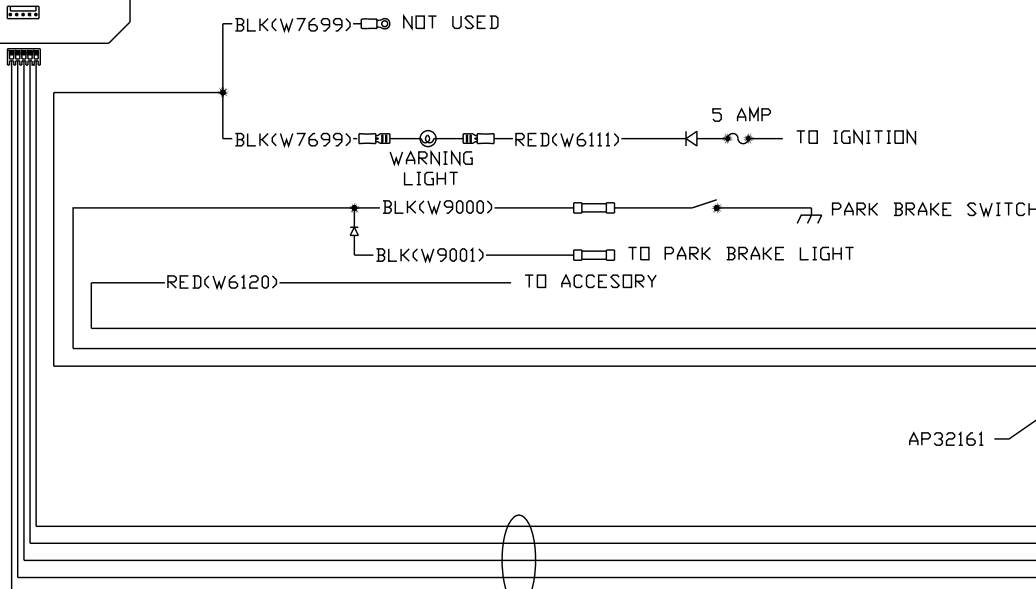 BLK(W7699) NOT USED
5 AMP
BLK(W7699) RED(W6111) TO IGNITION
WARNING
LIGHT
BLK(W9000) PARK BRAKE SWITCH
BLK(W9001) TO PARK BRAKE LIGHT
RED(W6120) TO ACCESORY
AP32161